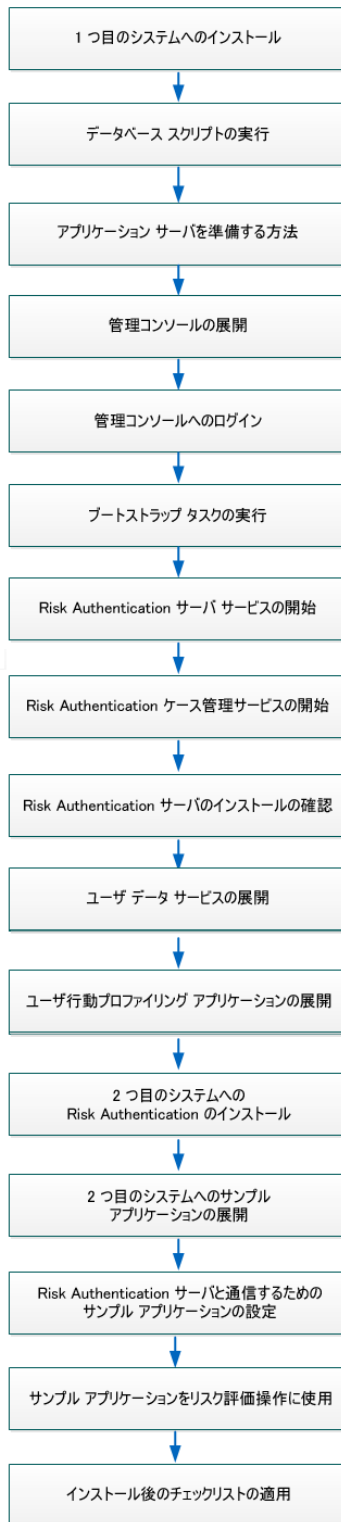 1 つ目のシステムへのインストール
データベース スクリプトの実行
アプリケーション サーバを準備する方法
管理コンソールの展開
管理コンソールへのログイン
ブートストラップ タスクの実行
Risk Authentication サーバ サービスの開始
Risk Authentication ケース管理サービスの開始
Risk Authentication サーバのインストールの確認
ユーザ データ サービスの展開
ユーザ行動プロファイリング アプリケーションの展開
2 つ目のシステムへの
Risk Authentication のインストール
2 つ目のシステムへのサンプル
アプリケーションの展開
Risk Authentication サーバと通信するための
サンプル アプリケーションの設定
サンプル アプリケーションをリスク評価操作に使用
インストール後のチェックリストの適用